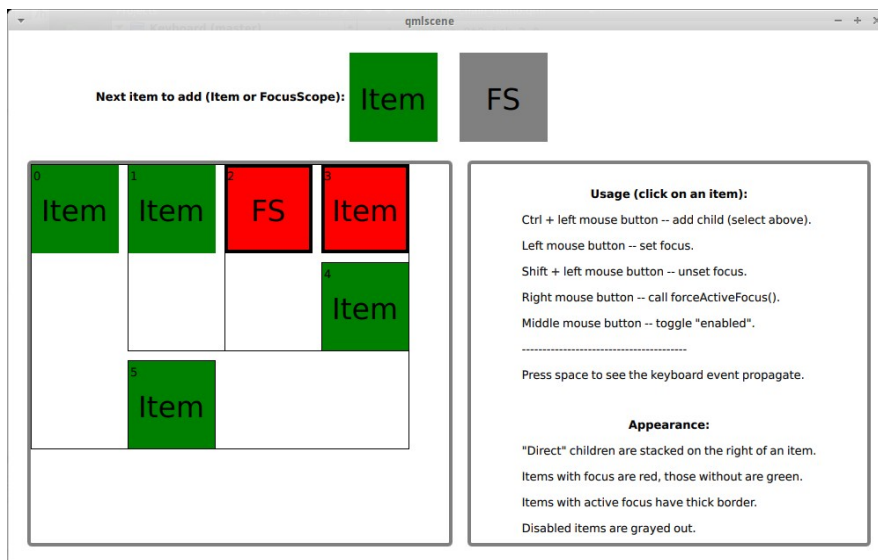 qmlscene
Next item to add (Item or FocusScope):
Item
FS
0
Item
1
Item
2
FS
3
Item
4
Item
5
Item
Usage (click on an item):
Ctrl + left mouse button -- add child (select above).
Left mouse button -- set focus.
Shift + left mouse button -- unset focus.
Right mouse button -- call forceActiveFocus().
Middle mouse button -- toggle "enabled".
----------------------------------------
Press space to see the keyboard event propagate.
Appearance:
"Direct" children are stacked on the right of an item.
Items with focus are red, those without are green.
Items with active focus have thick border.
Disabled items are grayed out.